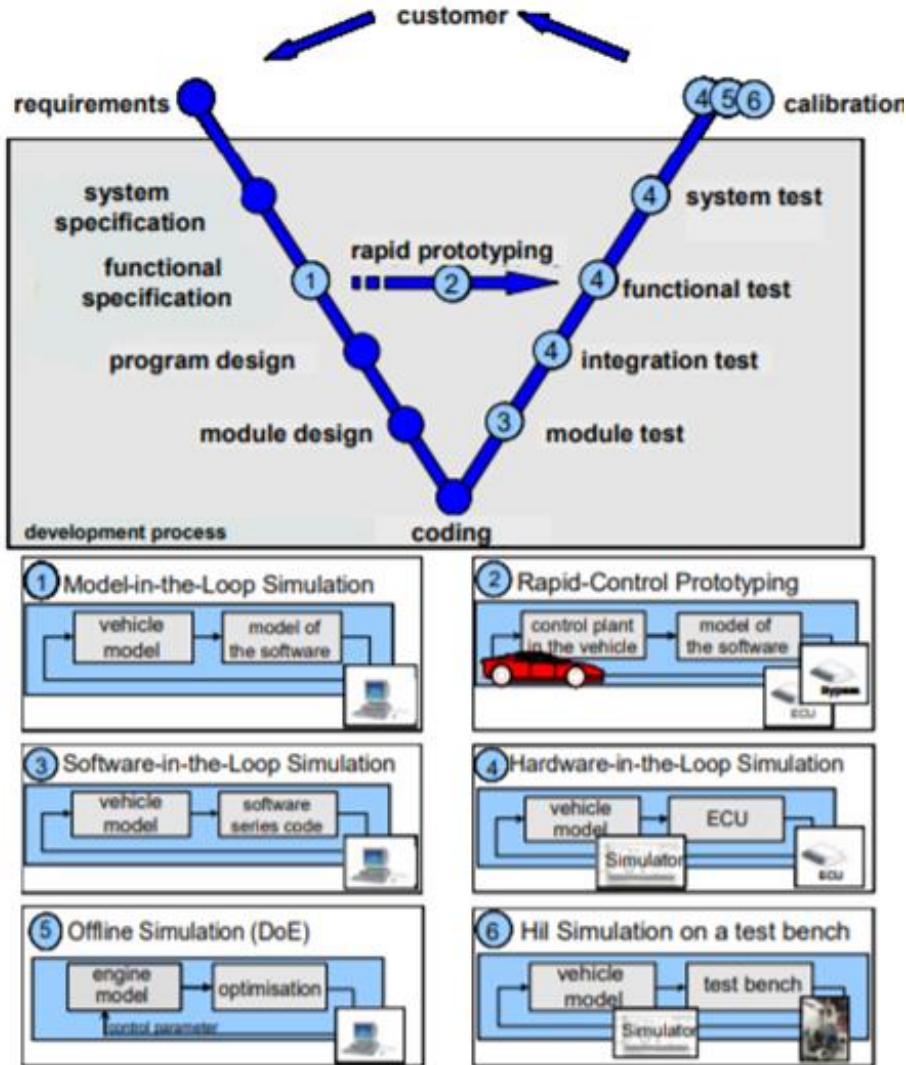 customer
requirements
4 5 6 calibration
system
specification
4 system test
functional
specification
1
rapid prototyping
2
4 functional test
program design
4 integration test
module design
3 module test
coding
development process
1 Model-in-the-Loop Simulation
vehicle
model
model of
the software
2 Rapid-Control Prototyping
control plant
in the vehicle
model of
the software
Bypass
ECU
3 Software-in-the-Loop Simulation
vehicle
model
software
series code
4 Hardware-in-the-Loop Simulation
vehicle
model
ECU
Simulator
ECU
5 Offline Simulation (DoE)
engine
model
optimisation
control parameter
6 Hil Simulation on a test bench
vehicle
model
test bench
Simulator